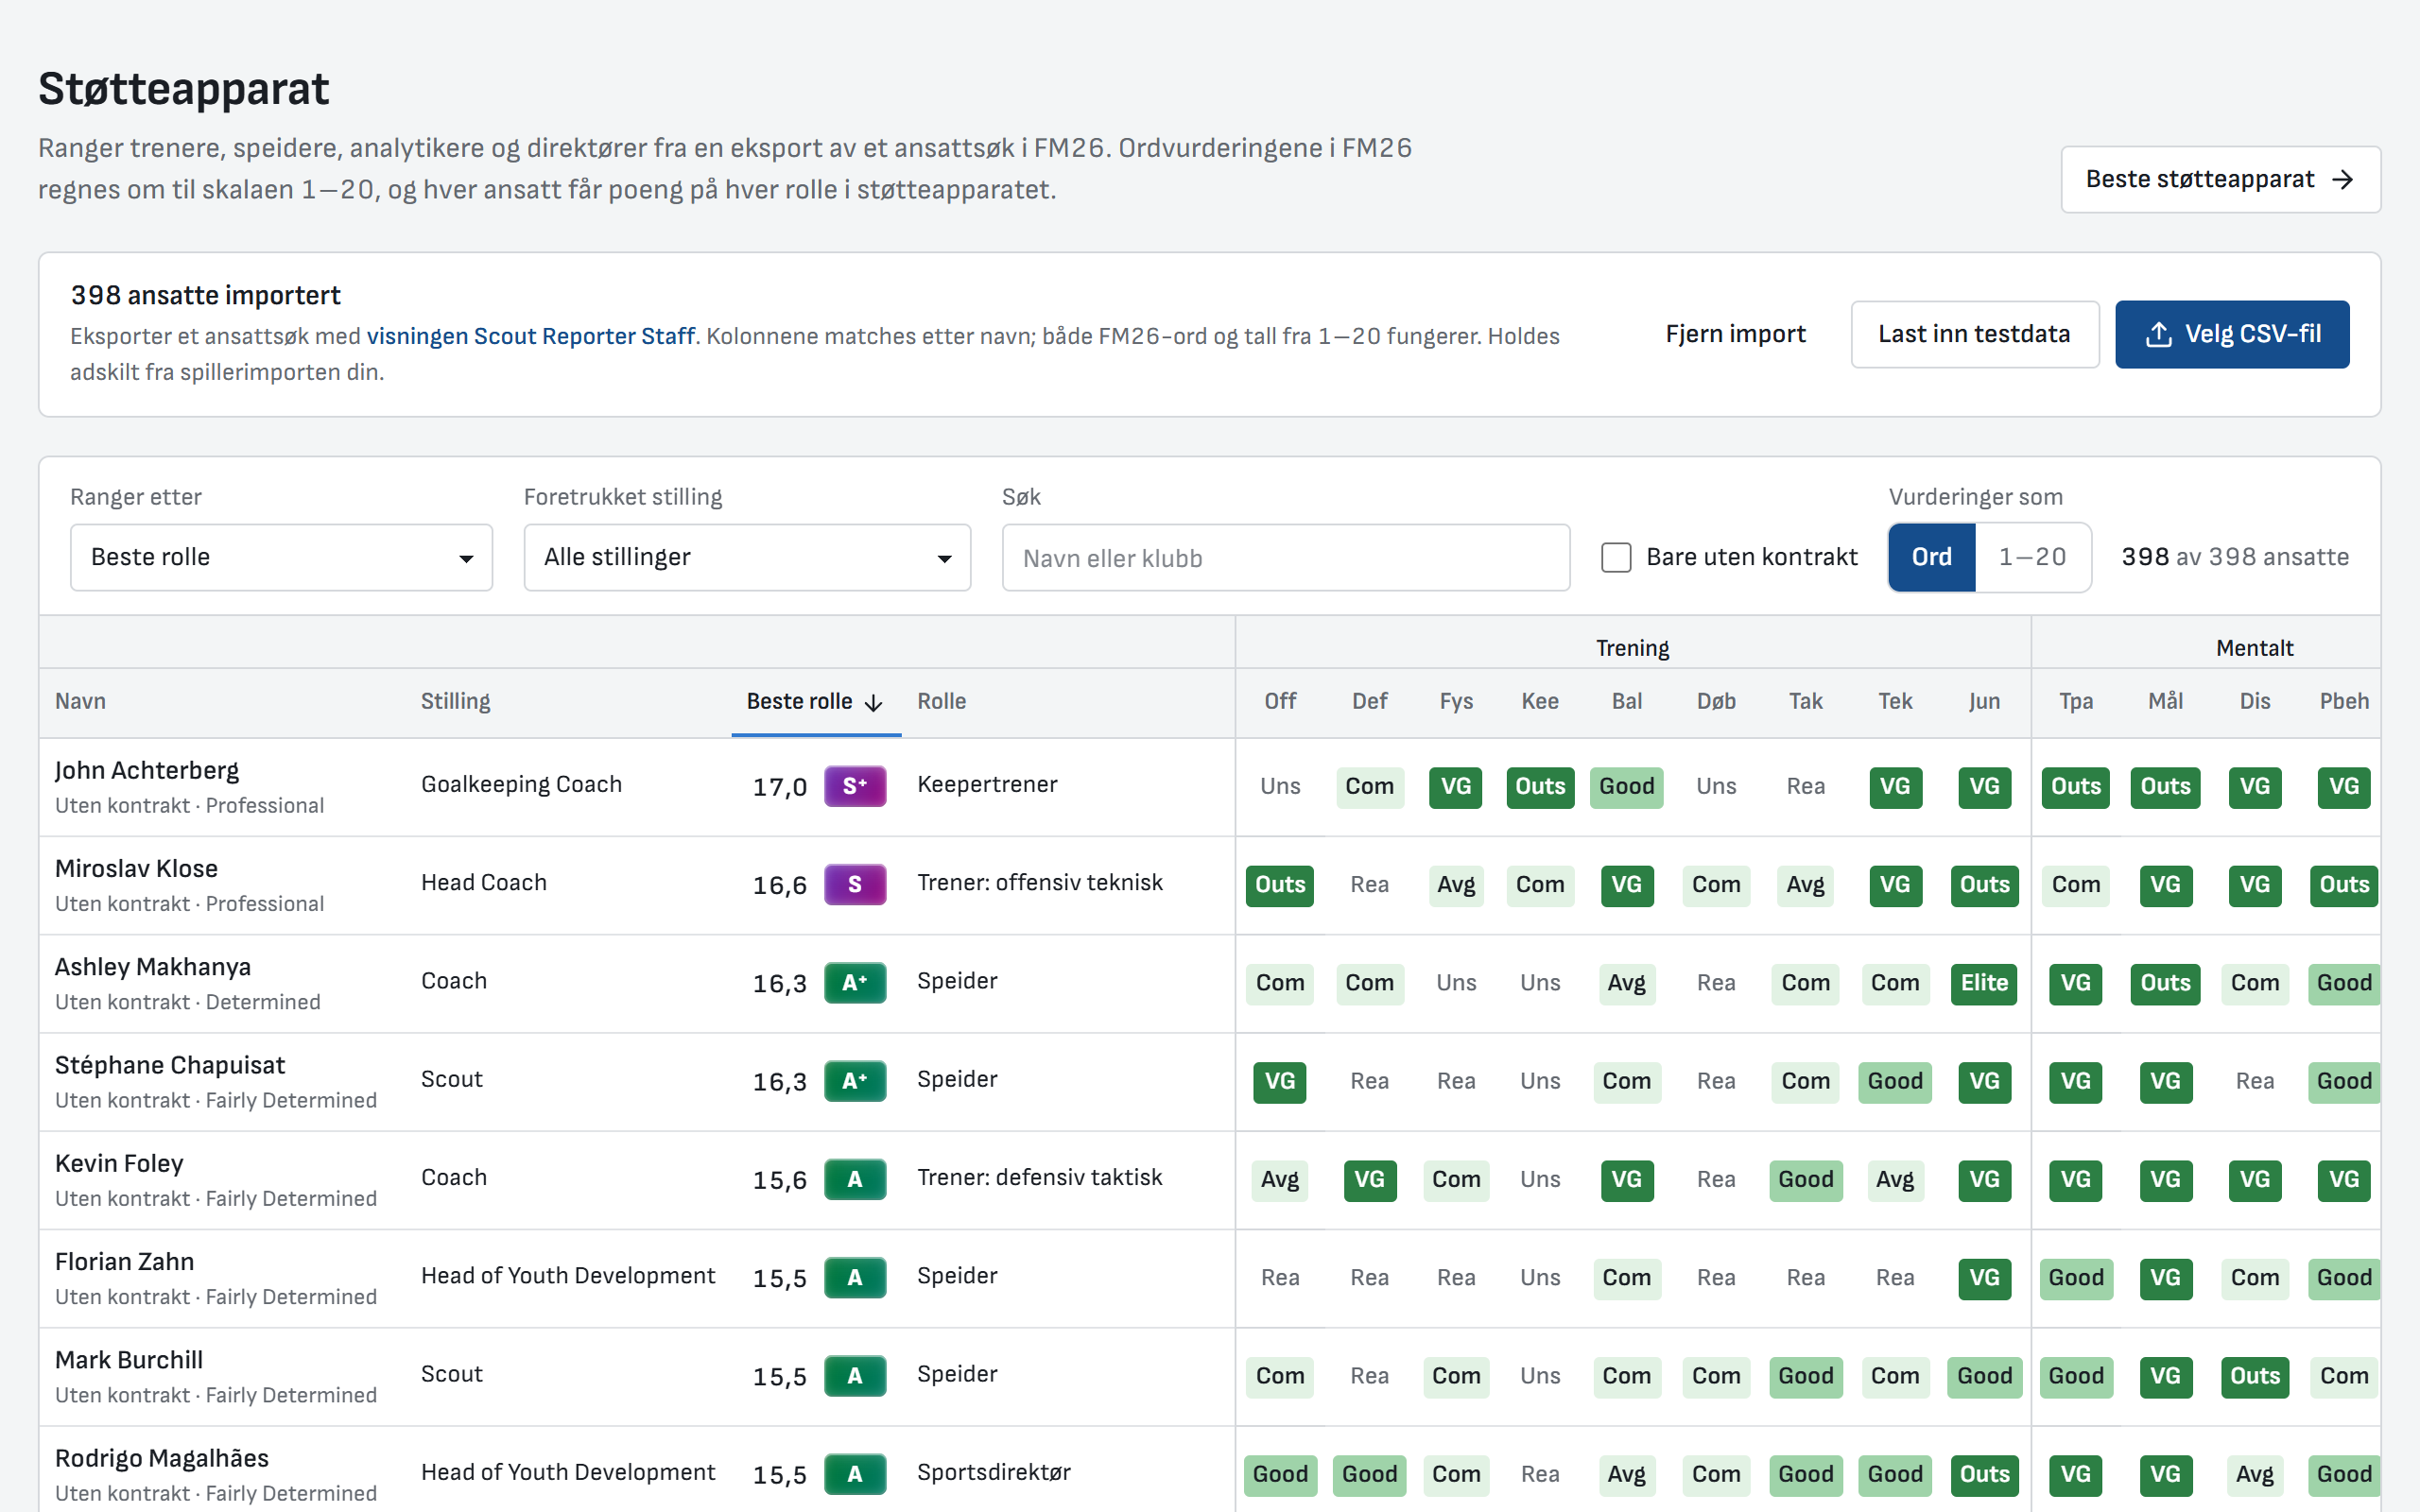 Støtteapparat
Ranger trenere, speidere, analytikere og direktører fra en eksport av et ansattsøk i FM26. Ordvurderingene i FM26
regnes om til skalaen 1–20, og hver ansatt får poeng på hver rolle i støtteapparatet.
Beste støtteapparat →
398 ansatte importert
Eksporter et ansattsøk med visningen Scout Reporter Staff. Kolonnene matches etter navn; både FM26-ord og tall fra 1–20 fungerer. Holdes
adskilt fra spillerimporten din.
Fjern import Last inn testdata Velg CSV-fil
Ranger etter Foretrukket stilling Søk Vurderinger som
Beste rolle Alle stillinger Navn eller klubb Bare uten kontrakt Ord 1–20 398 av 398 ansatte
Trening Mentalt
Navn Stilling Beste rolle ↓ Rolle Off Def Fys Kee Bal Døb Tak Tek Jun Tpa Mål Dis Pbeh
John Achterberg
Uten kontrakt · Professional
Goalkeeping Coach 17,0 S+ Keepertrener Uns Com VG Outs Good Uns Rea VG VG Outs Outs VG VG
Miroslav Klose
Uten kontrakt · Professional
Head Coach 16,6 S Trener: offensiv teknisk Outs Rea Avg Com VG Com Avg VG Outs Com VG VG Outs
Ashley Makhanya
Uten kontrakt · Determined
Coach 16,3 A+ Speider Com Com Uns Uns Avg Rea Com Com Elite VG Outs Com Good
Stéphane Chapuisat
Uten kontrakt · Fairly Determined
Scout 16,3 A+ Speider VG Rea Rea Uns Com Rea Com Good VG VG VG Rea Good
Kevin Foley
Uten kontrakt · Fairly Determined
Coach 15,6 A Trener: defensiv taktisk Avg VG Com Uns VG Rea Good Avg VG VG VG VG VG
Florian Zahn
Uten kontrakt · Fairly Determined
Head of Youth Development 15,5 A Speider Rea Rea Rea Uns Com Rea Rea Rea VG Good VG Com Good
Mark Burchill
Uten kontrakt · Fairly Determined
Scout 15,5 A Speider Com Rea Com Uns Com Com Good Com Good Good VG Outs Com
Rodrigo Magalhães
Uten kontrakt · Fairly Determined
Head of Youth Development 15,5 A Sportsdirektør Good Good Com Rea Avg Com Good Good Outs VG VG Avg Good